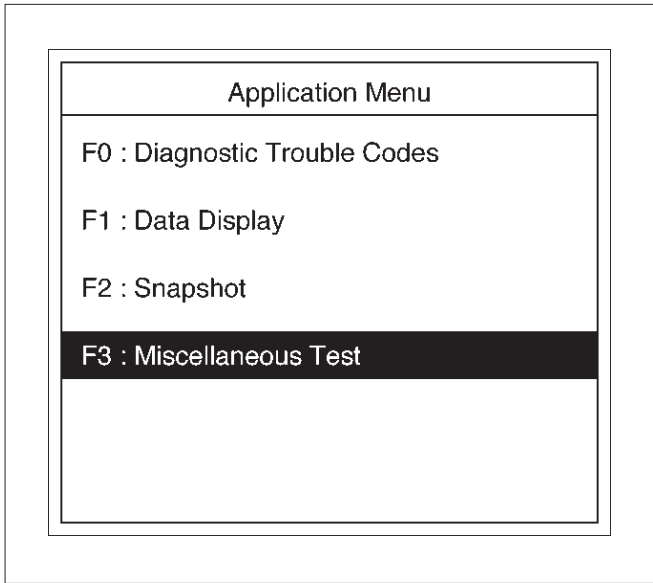 Application Menu
F0 : Diagnostic Trouble Codes
F1 : Data Display
F2 : Snapshot
F3 : Miscellaneous Test